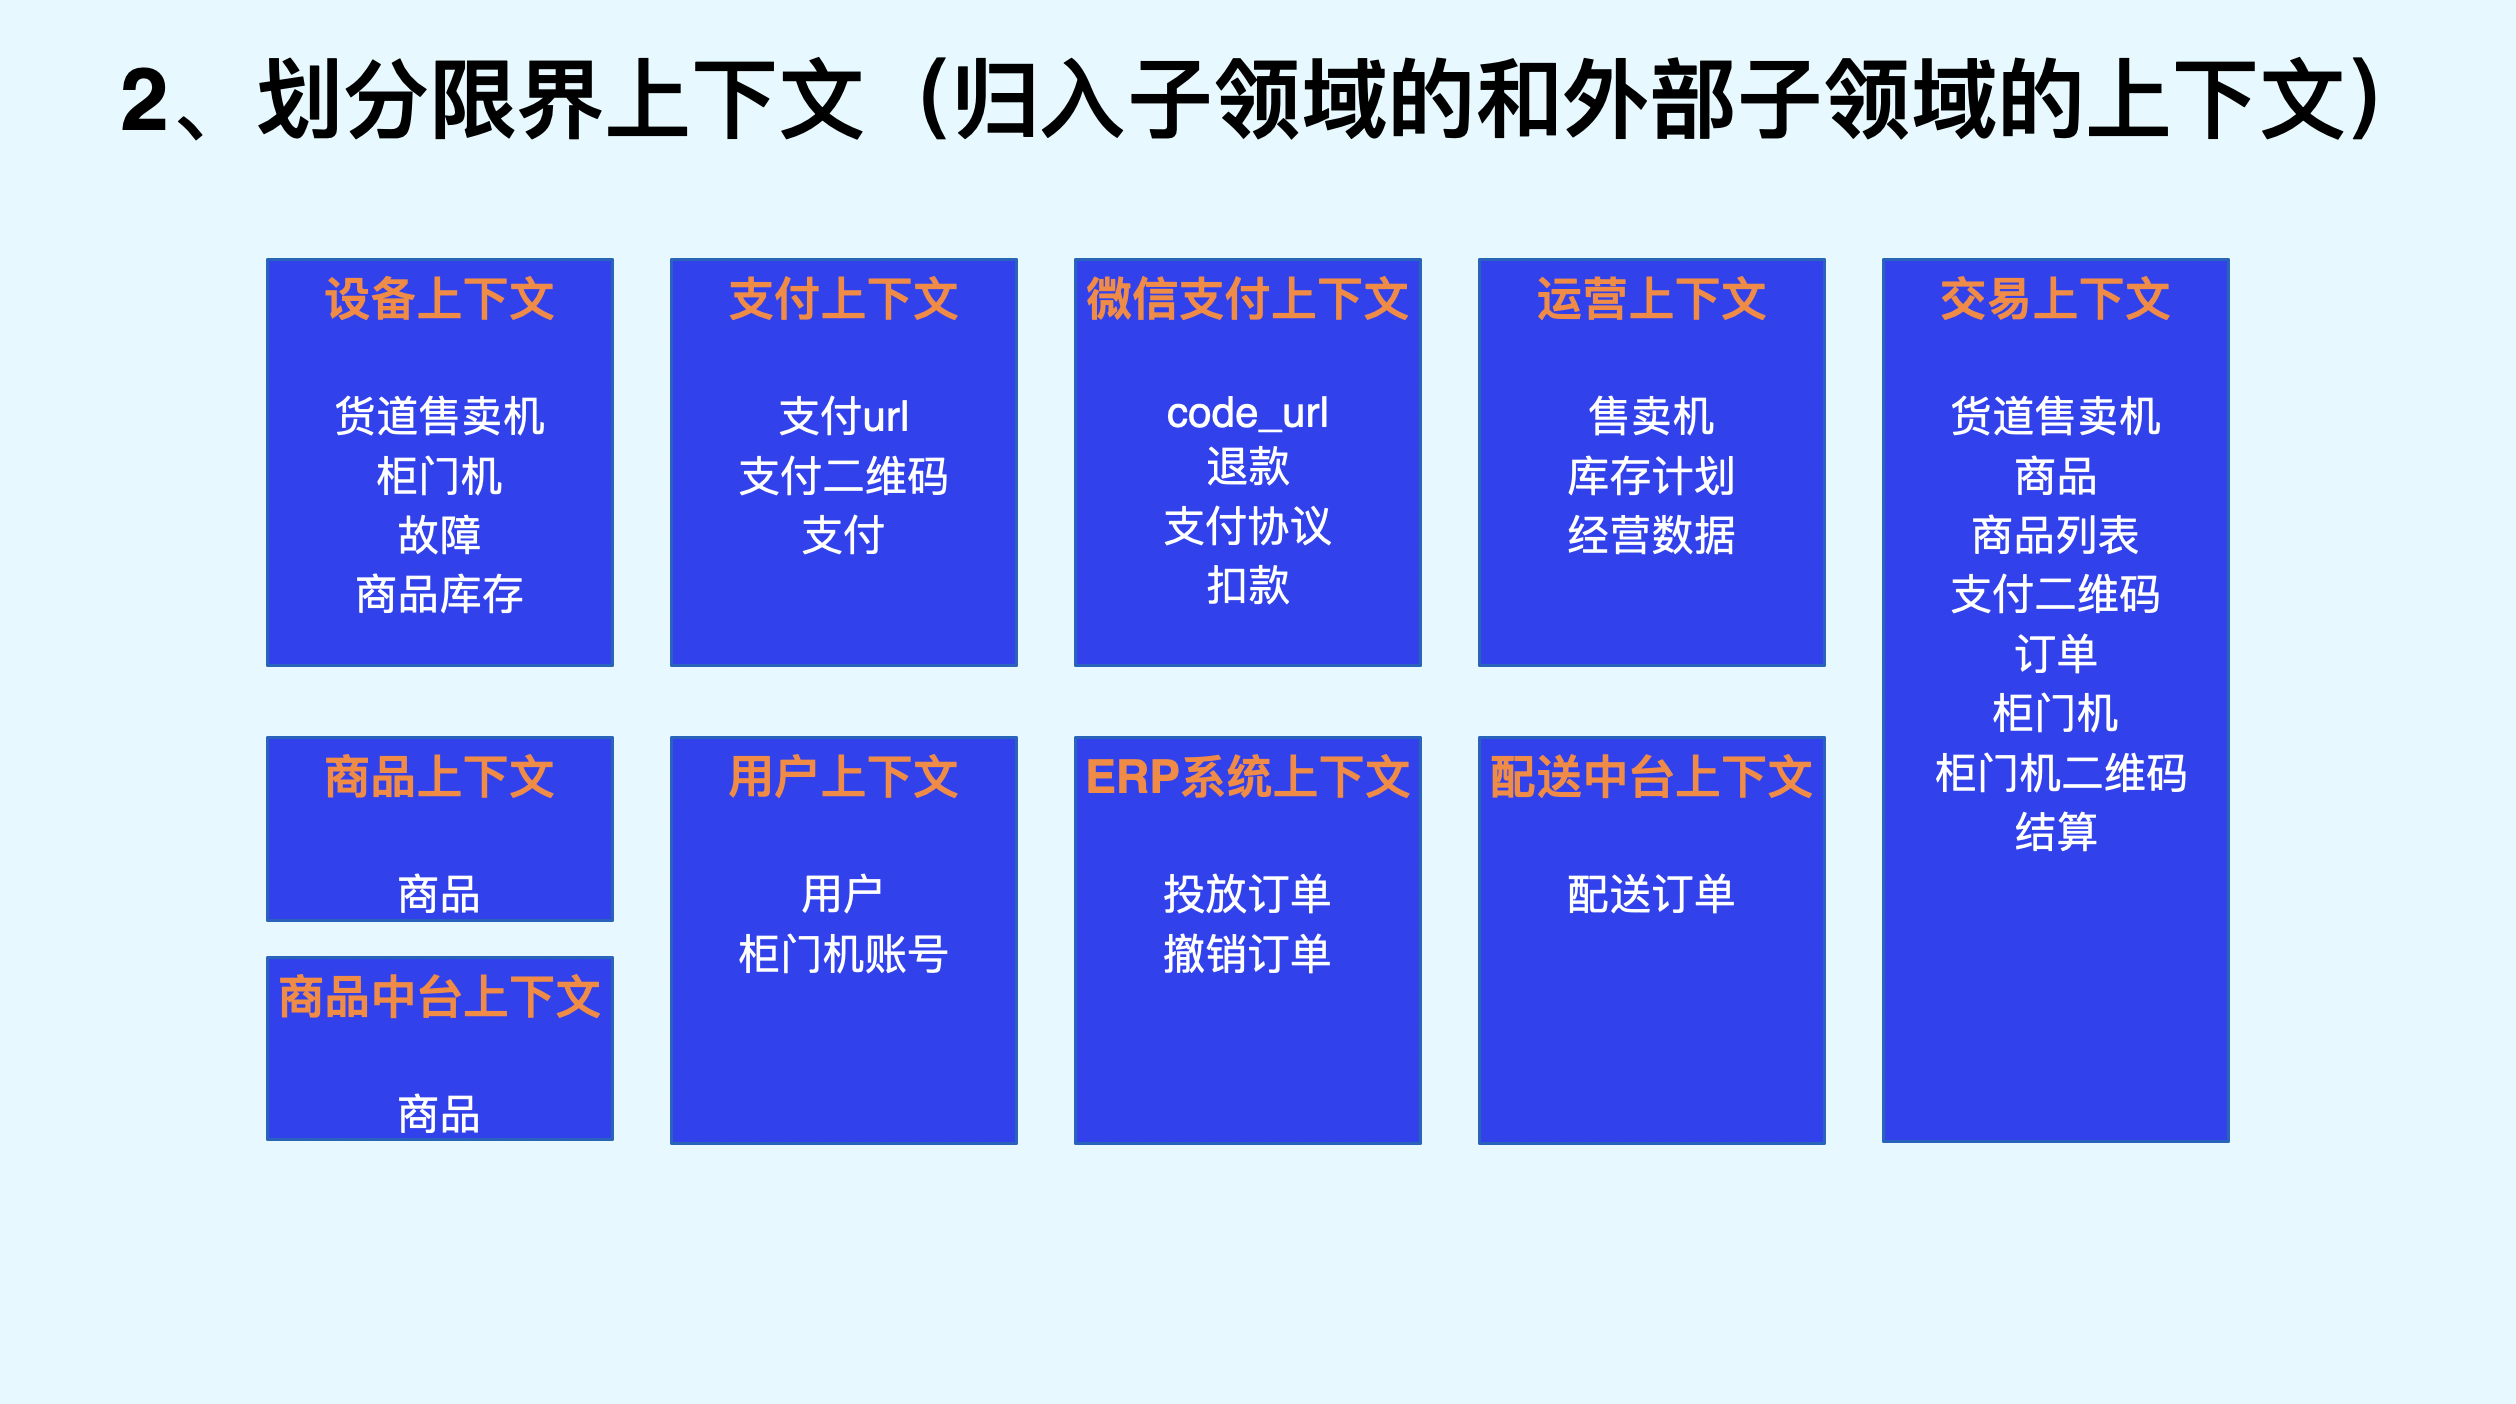 2、划分限界上下文（归入子领域的和外部子领域的上下文）
设备上下文
货道售卖机
柜门机
故障
商品库存
支付上下文
支付url
支付二维码
支付
微信支付上下文
code_url
退款
支付协议
扣款
运营上下文
售卖机
库存计划
经营数据
交易上下文
货道售卖机
商品
商品列表
支付二维码
订单
柜门机
柜门机二维码
结算
商品上下文
商品
商品中台上下文
商品
用户上下文
用户
柜门机账号
ERP系统上下文
投放订单
撤销订单
配送中台上下文
配送订单